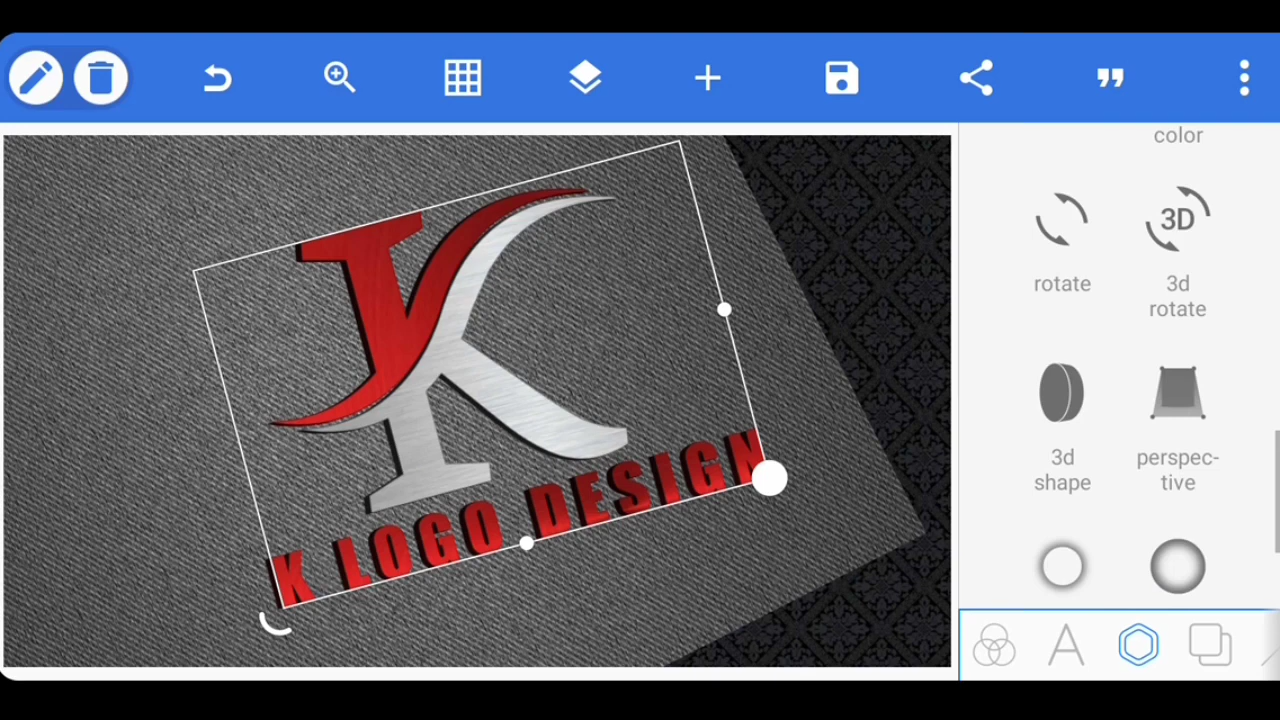 color
rotate
3D
3d
rotate
3d
shape
perspec-
tive
K
K LOGO DESIGN
A